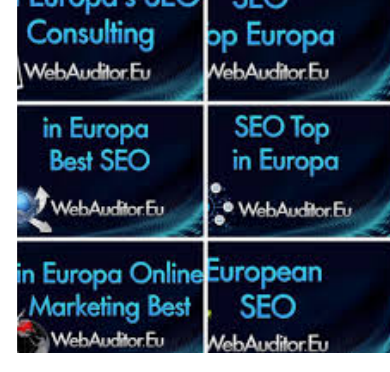 Europa's SEO
Consulting
WebAuditor.Eu
SEO
op Europa
WebAuditor.Eu
in Europa
Best SEO
WebAuditor.Eu
SEO Top
in Europa
WebAuditor.Eu
in Europa Online
Marketing Best
WebAuditor.Eu
European
SEO
WebAuditor.Eu